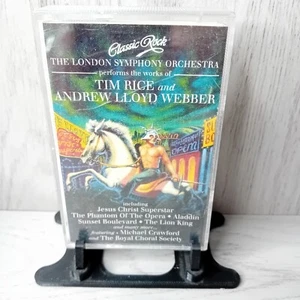 Classic Rock
THE LONDON SYMPHONY ORCHESTRA
performs the works of
TIM RICE and
ANDREW LLOYD WEBBER
including
Jesus Christ Superstar
The Phantom Of The Opera • Aladdin
Sunset Boulevard • The Lion King
and many more...
featuring • Michael Crawford
and The Royal Choral Society